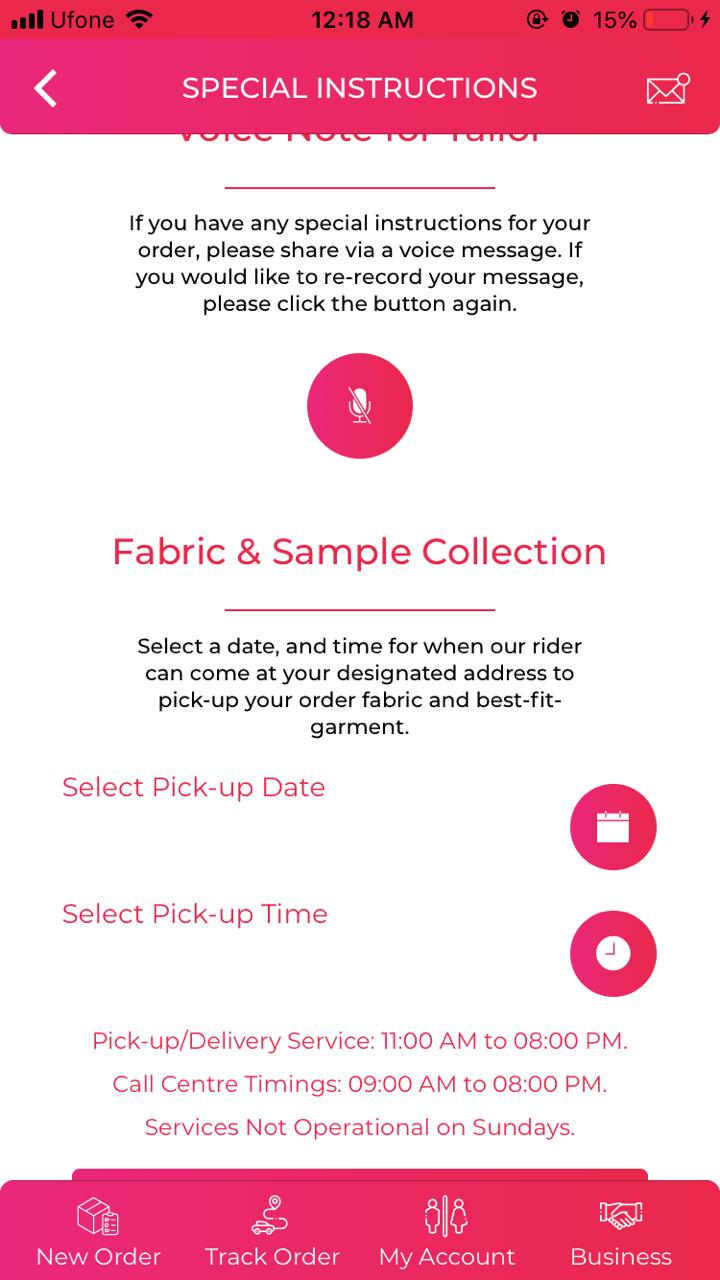 Ufone 12:18 AM 15%
SPECIAL INSTRUCTIONS
Voice Note for Tailor
If you have any special instructions for your
order, please share via a voice message. If
you would like to re-record your message,
please click the button again.
Fabric & Sample Collection
Select a date, and time for when our rider
can come at your designated address to
pick-up your order fabric and best-fit-
garment.
Select Pick-up Date
Select Pick-up Time
Pick-up/Delivery Service: 11:00 AM to 08:00 PM.
Call Centre Timings: 09:00 AM to 08:00 PM.
Services Not Operational on Sundays.
New Order Track Order My Account Business